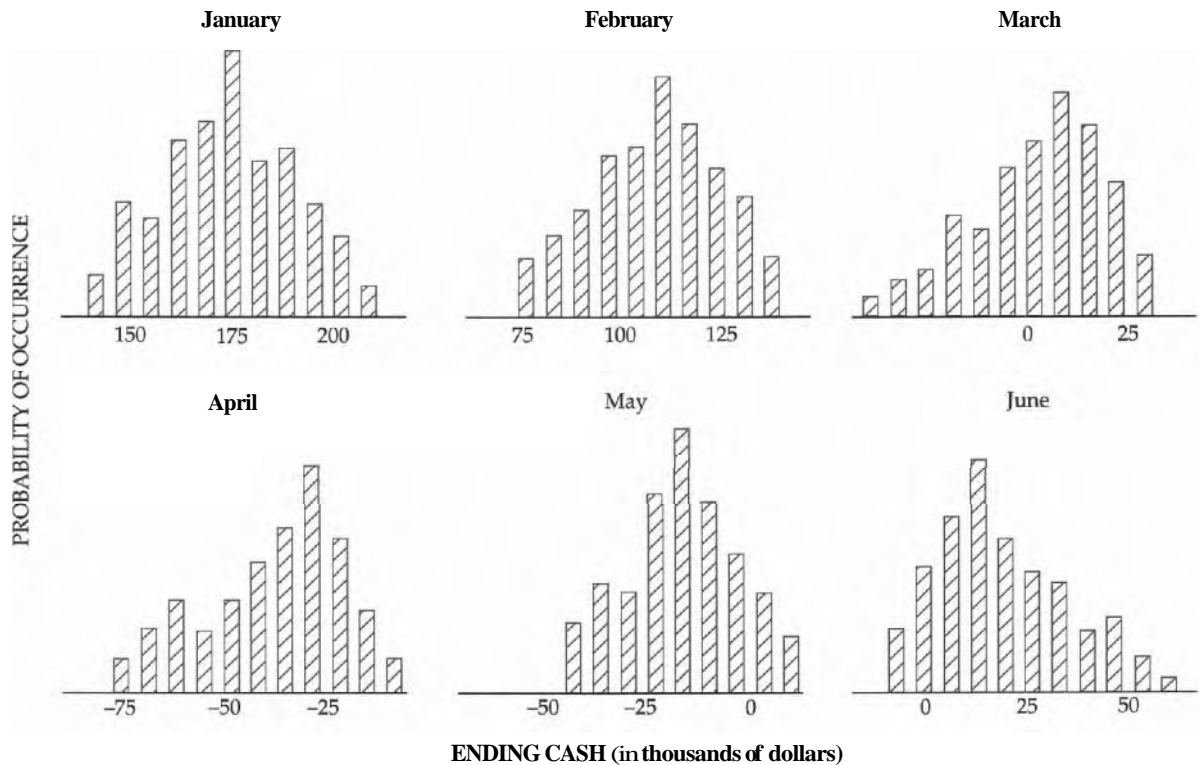 January February March
PROBABILITY OF OCCURRENCE
150 175 200 75 100 125 0 25
April May June
-75 -50 -25 -50 -25 0 0 25 50
ENDING CASH (in thousands of dollars)